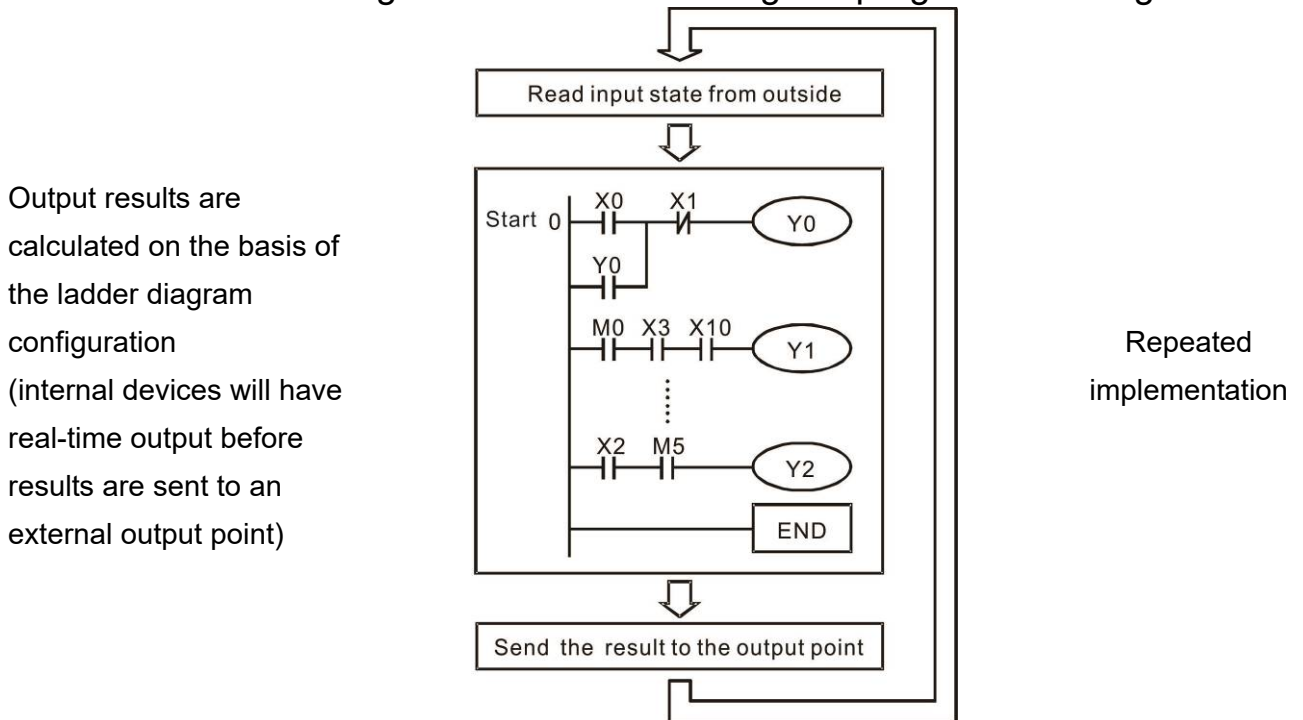 Read input state from outside
Output results are
calculated on the basis of
the ladder diagram
configuration
(internal devices will have
real-time output before
results are sent to an
external output point)
Start 0
X0 X1
Y0
Y0
M0 X3 X10
Y1
X2 M5
Y2
END
Repeated
implementation
Send the result to the output point